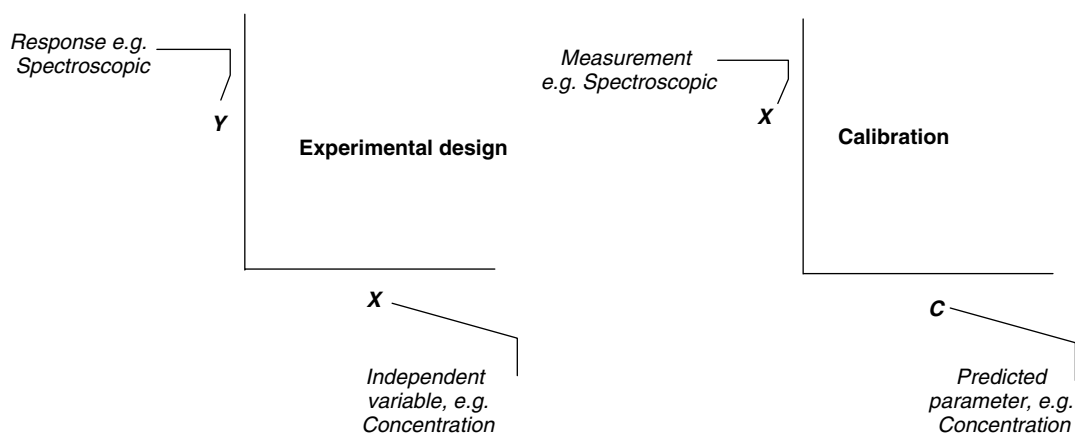 Response e.g.
Spectroscopic
Y
Experimental design
X
Independent
variable, e.g.
Concentration
Measurement
e.g. Spectroscopic
X
Calibration
C
Predicted
parameter, e.g.
Concentration